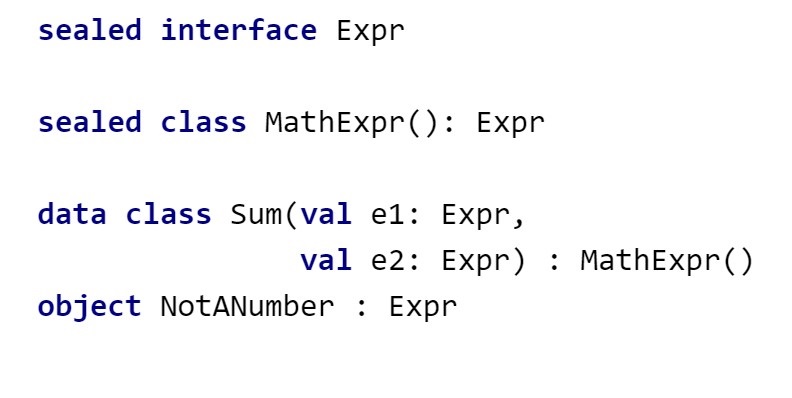 sealed interface Expr
sealed class MathExpr(): Expr
data class Sum(val e1: Expr,
val e2: Expr) : MathExpr()
object NotANumber : Expr